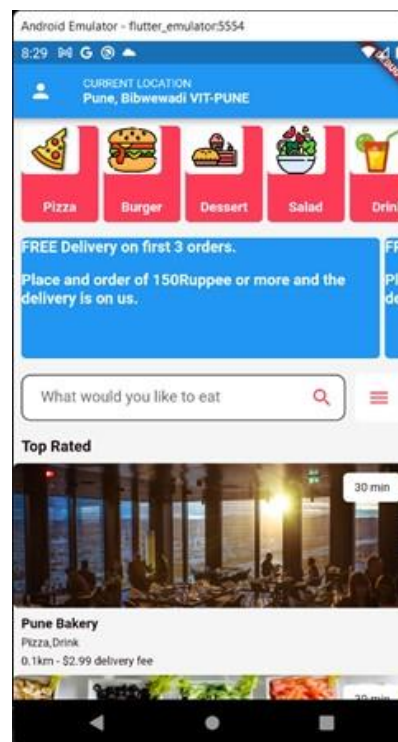 Android Emulator - flutter_emulator:5554
8:29
CURRENT LOCATION
Pune, Bibwewadi VIT-PUNE
Pizza Burger Dessert Salad Drin
FREE Delivery on first 3 orders.
Place and order of 150Ruppee or more and the
delivery is on us.
What would you like to eat
Top Rated
30 min
Pune Bakery
Pizza,Drink
0.1km - $2.99 delivery fee
30 min